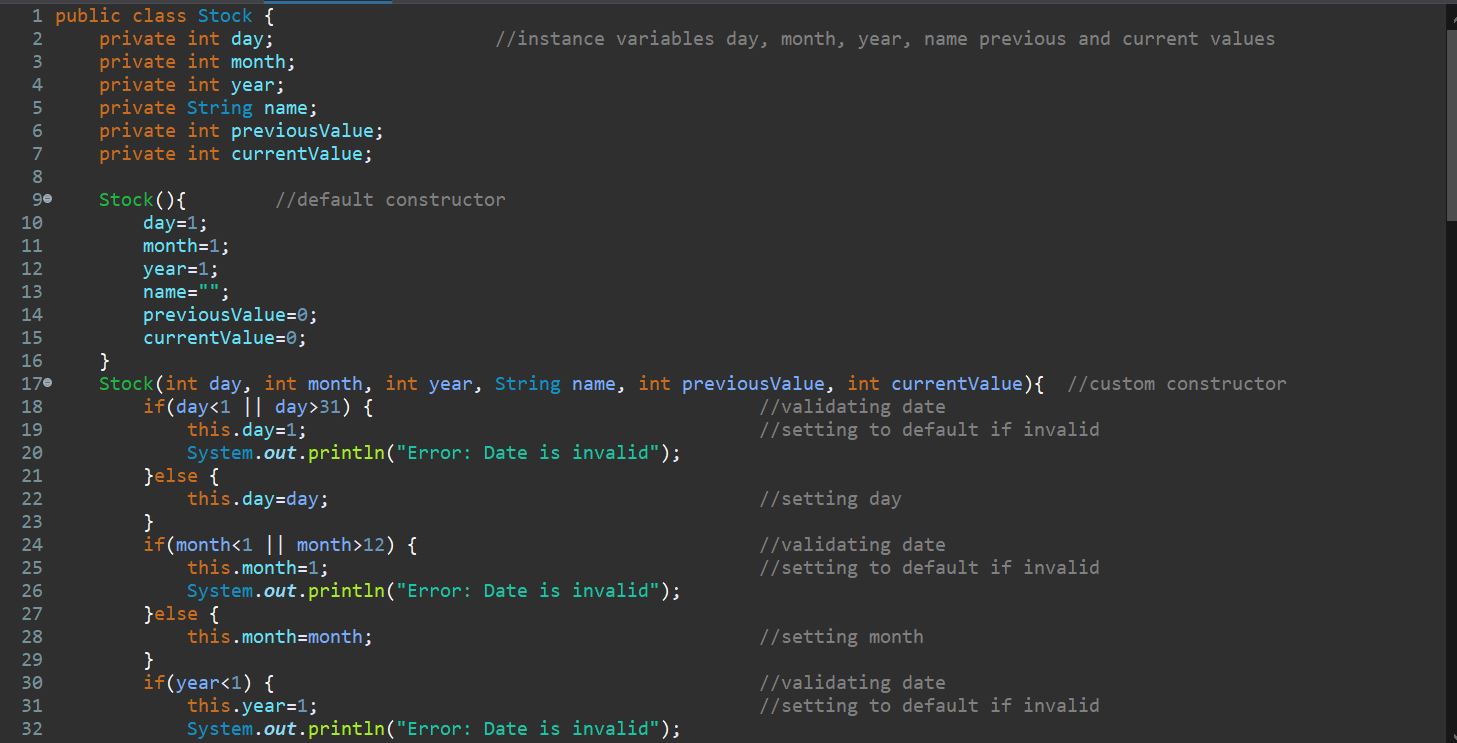 1 public class Stock {
2     private int day;                    //instance variables day, month, year, name previous and current values
3     private int month;
4     private int year;
5     private String name;
6     private int previousValue;
7     private int currentValue;
8
9     Stock(){        //default constructor
10         day=1;
11         month=1;
12         year=1;
13         name="";
14         previousValue=0;
15         currentValue=0;
16     }
17     Stock(int day, int month, int year, String name, int previousValue, int currentValue){  //custom constructor
18         if(day<1 || day>31) {                                   //validating date
19             this.day=1;                                         //setting to default if invalid
20             System.out.println("Error: Date is invalid");
21         }else {
22             this.day=day;                                       //setting day
23         }
24         if(month<1 || month>12) {                               //validating date
25             this.month=1;                                       //setting to default if invalid
26             System.out.println("Error: Date is invalid");
27         }else {
28             this.month=month;                                   //setting month
29         }
30         if(year<1) {                                            //validating date
31             this.year=1;                                        //setting to default if invalid
32             System.out.println("Error: Date is invalid");